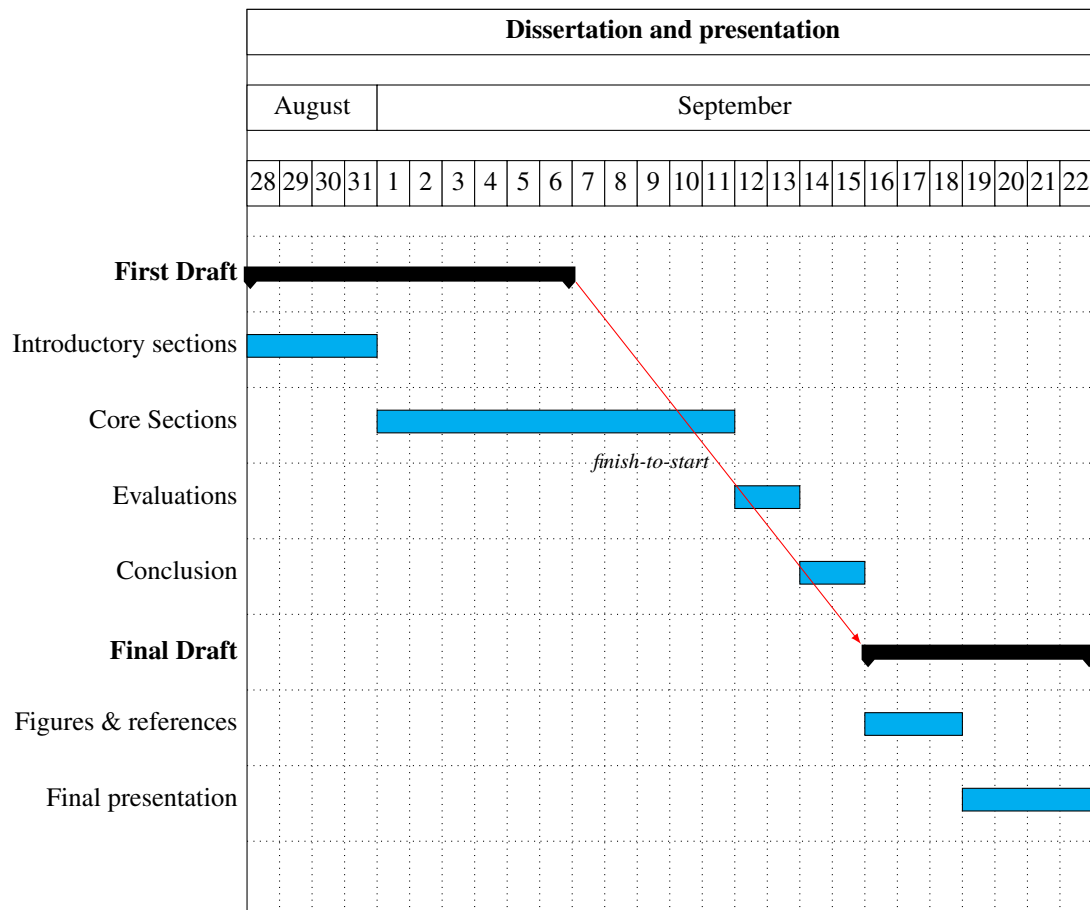 Dissertation and presentation
August September
28 29 30 31 1 2 3 4 5 6 7 8 9 10 11 12 13 14 15 16 17 18 19 20 21 22
First Draft
Introductory sections
Core Sections
finish-to-start
Evaluations
Conclusion
Final Draft
Figures & references
Final presentation